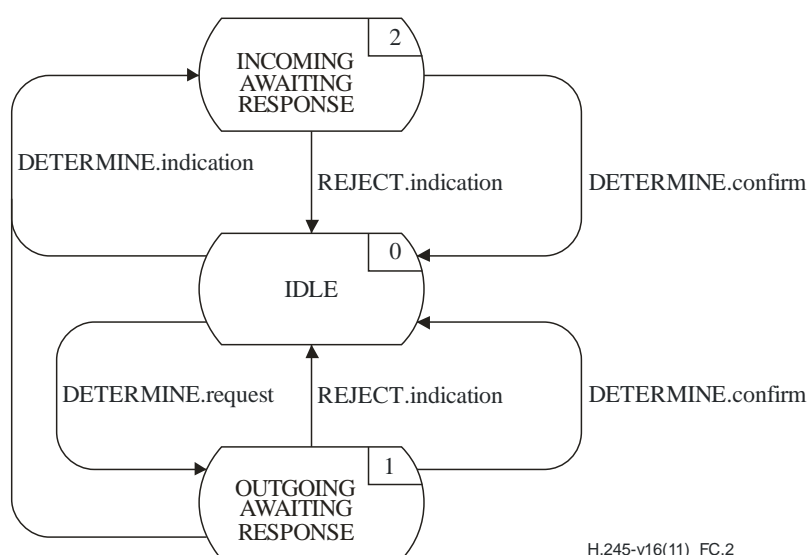 2
INCOMING
AWAITING
RESPONSE
DETERMINE.indication
REJECT.indication
DETERMINE.confirm
0
IDLE
DETERMINE.request
REJECT.indication
DETERMINE.confirm
1
OUTGOING
AWAITING
RESPONSE
H.245-v16(11)_FC.2